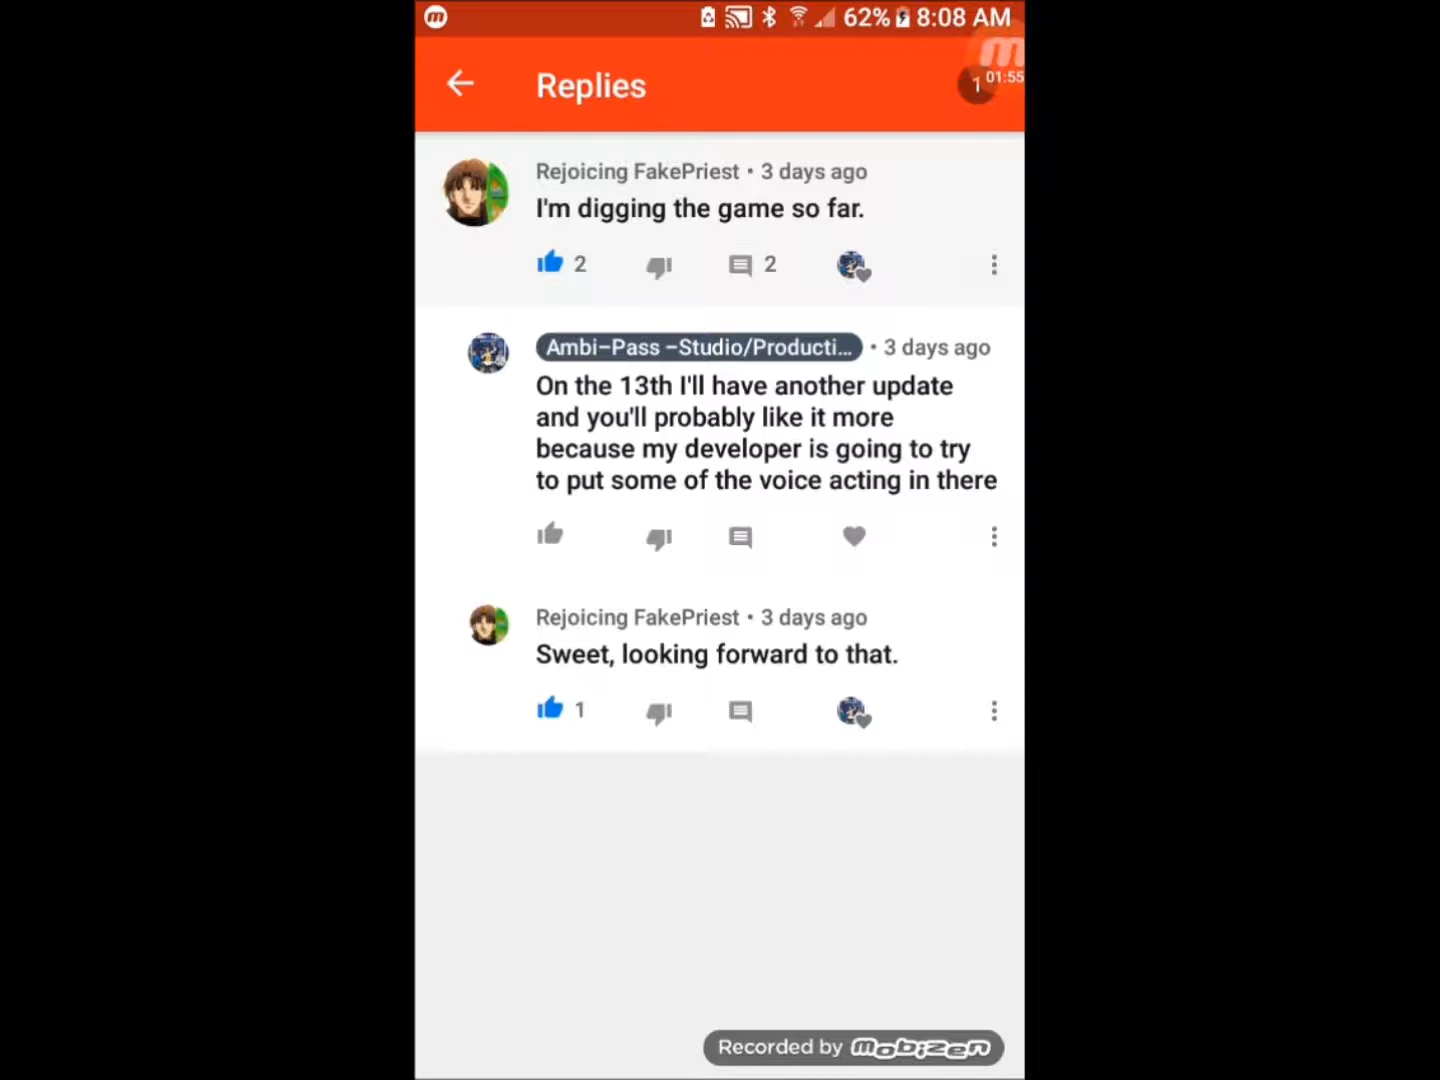 62% 8:08 AM
Replies
1 01:55
Rejoicing FakePriest • 3 days ago
I'm digging the game so far.
2 2
Ambi-Pass -Studio/Producti... • 3 days ago
On the 13th I'll have another update
and you'll probably like it more
because my developer is going to try
to put some of the voice acting in there
Rejoicing FakePriest • 3 days ago
Sweet, looking forward to that.
1
Recorded by mobizen